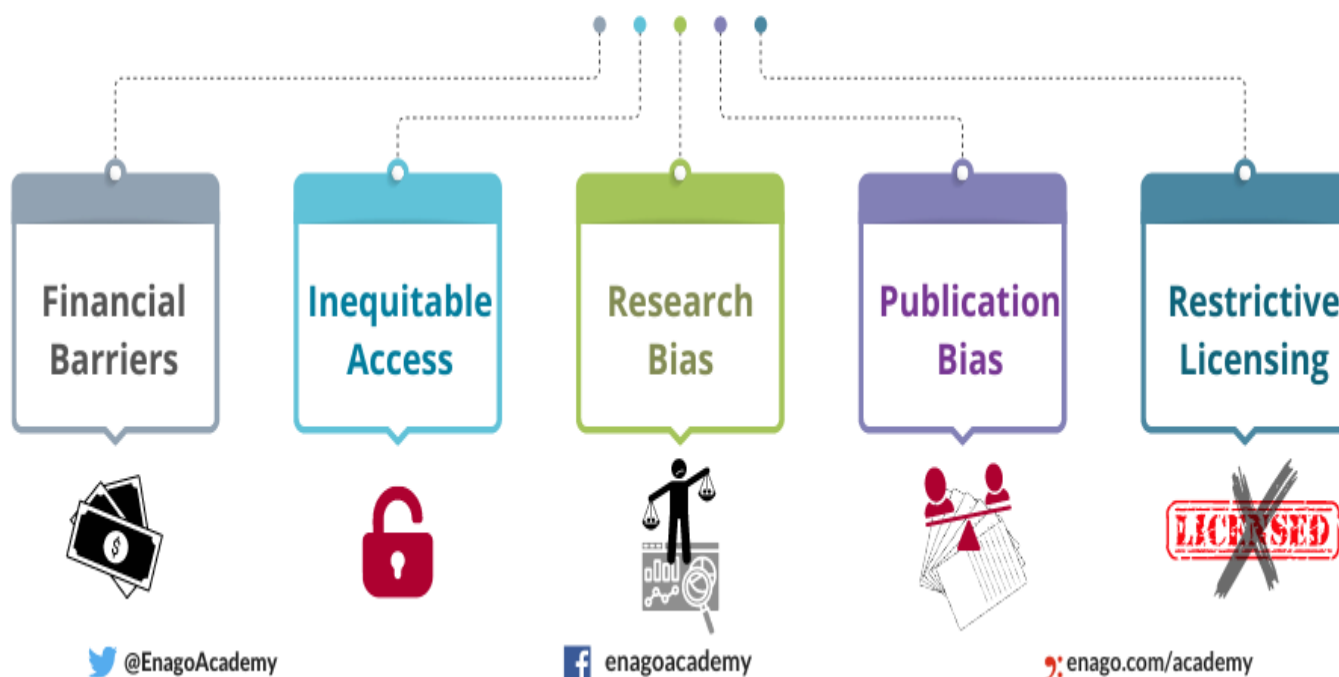 Financial
Barriers
Inequitable
Access
Research
Bias
Publication
Bias
Restrictive
Licensing
$
LICENSED
@EnagoAcademy
enagoacademy
enago.com/academy